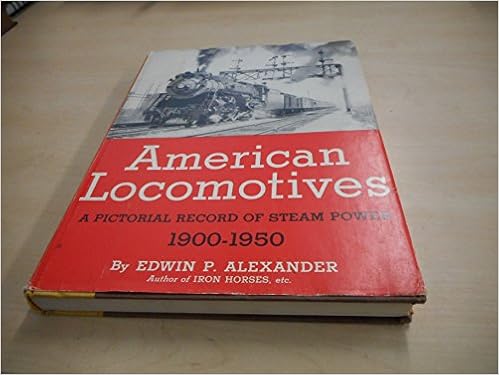 American
Locomotives
A PICTORIAL RECORD OF STEAM POWER
1900-1950
By EDWIN P. ALEXANDER
Author of IRON HORSES, etc.